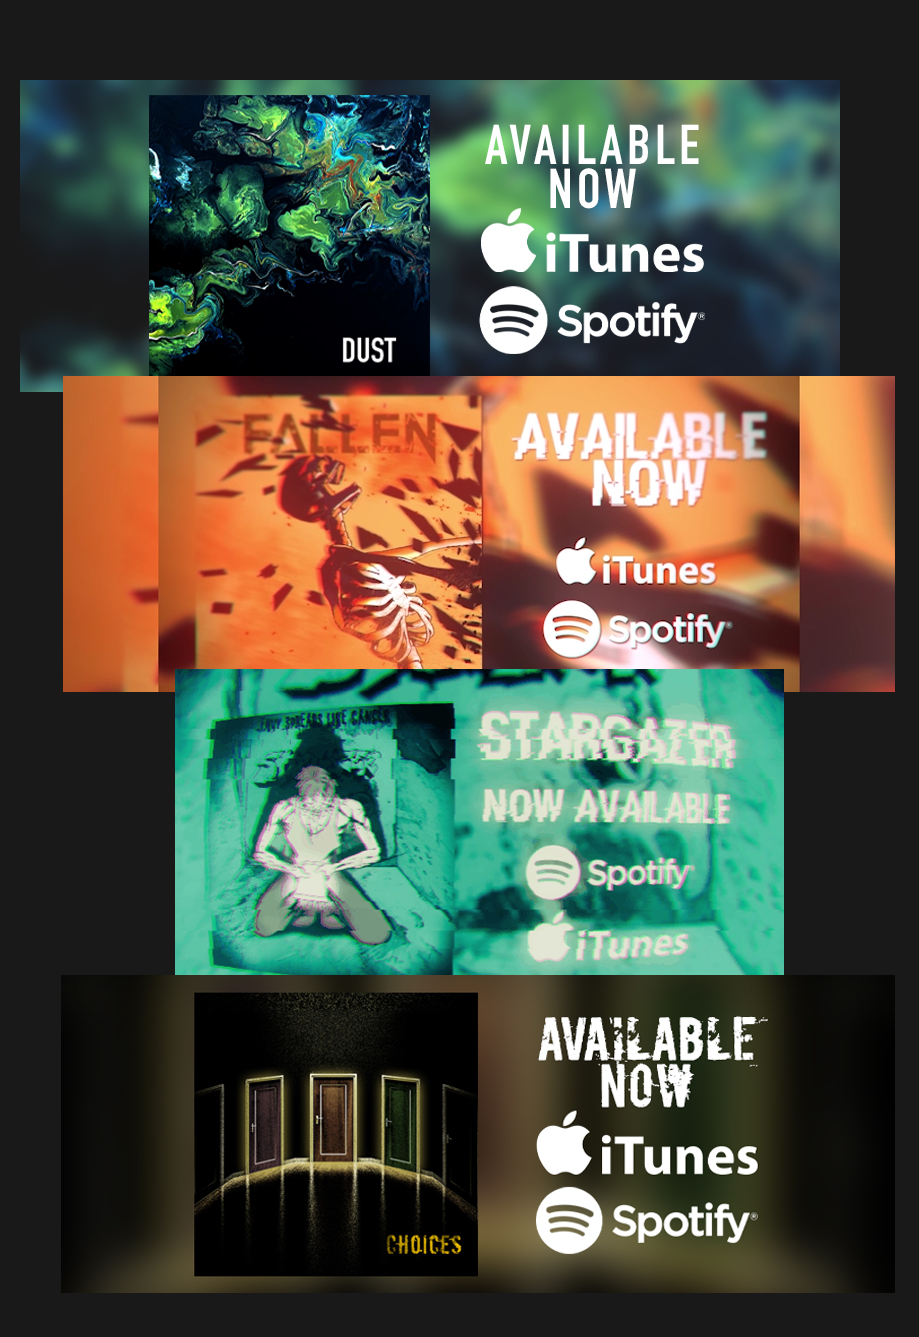 AVAILABLE
NOW
iTunes
Spotify®
DUST
FALLEN
AVAILABLE
NOW
iTunes
Spotify®
ENVY SPREADS LIKE CANCER
STARGAZER
NOW AVAILABLE
Spotify
iTunes
AVAILABLE
NOW
iTunes
Spotify®
CHOICES